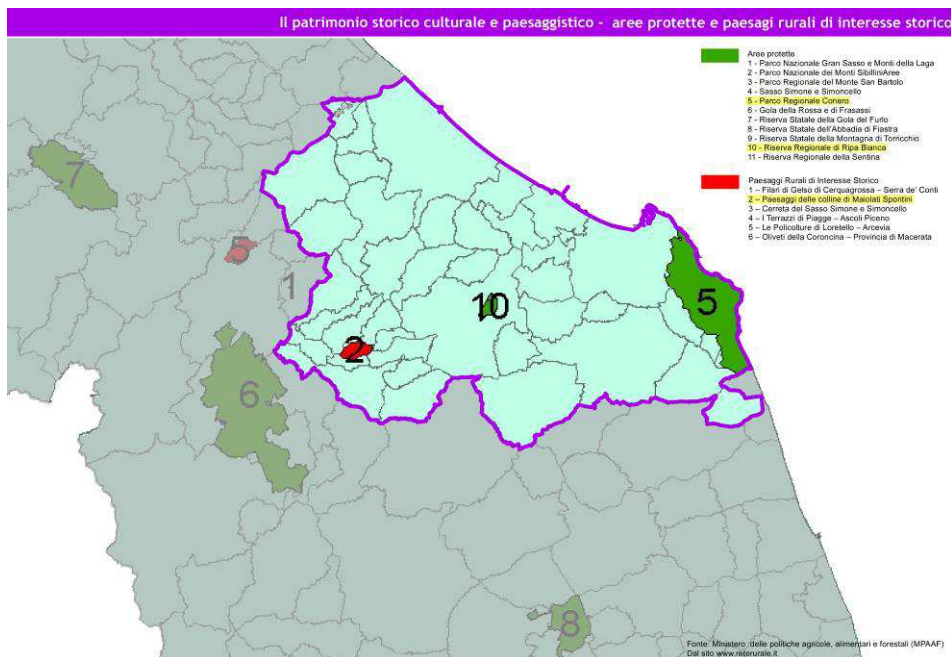 Il patrimonio storico culturale e paesaggistico - aree protette e paesagi rurali di interesse storico
Aree protette
1 - Parco Nazionale Gran Sasso e Monti della Laga
2 - Parco Nazionale dei Monti SibilliniAree
3 - Parco Regionale del Monte San Bartolo
4 - Sasso Simone e Simoncello
5 - Parco Regionale Conero
6 - Gola della Rossa e di Frasassi
7 - Riserva Statale della Gola del Furlo
8 - Riserva Statale dell'Abbadia di Fiastra
9 - Riserva Statale della Montagna di Torricchio
10 - Riserva Regionale di Ripa Bianca
11 - Riserva Regionale della Sentina
Paesaggi Rurali di Interesse Storico
1 – Filari di Gelso di Cerquagrossa – Serra de' Conti
2 – Paesaggi delle colline di Maiolati Spontini
3 – Cerreta del Sasso Simone e Simoncello
4 – I Terrazzi di Piagge – Ascoli Piceno
5 – Le Policolture di Loretello – Arcevia
6 – Oliveti della Coroncina – Provincia di Macerata
7
5
1
10
5
2
6
8
Fonte: Ministero delle politiche agricole, alimentari e forestali (MPAAF)
Dal sito www.reterurale.it